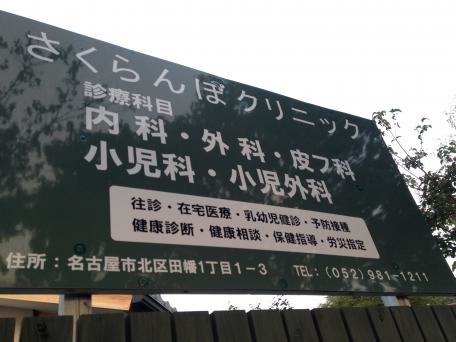 さくらんぼクリニック
診療科目
内科・外科・皮フ科
小児科・小児外科
往診・在宅医療・乳幼児健診・予防接種
健康診断・健康相談・保健指導・労災指定
住所：名古屋市北区田幡1丁目1－3 TEL：(052)981-1211